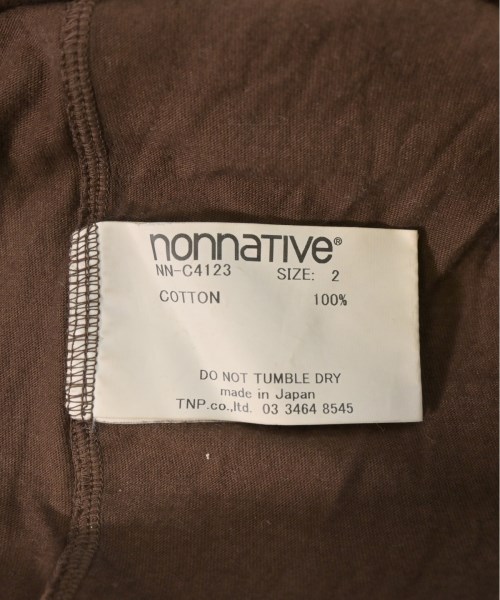 nonnative®
NN-C4123 SIZE: 2
COTTON 100%
DO NOT TUMBLE DRY
made in Japan
TNP.co.,ltd. 03 3464 8545